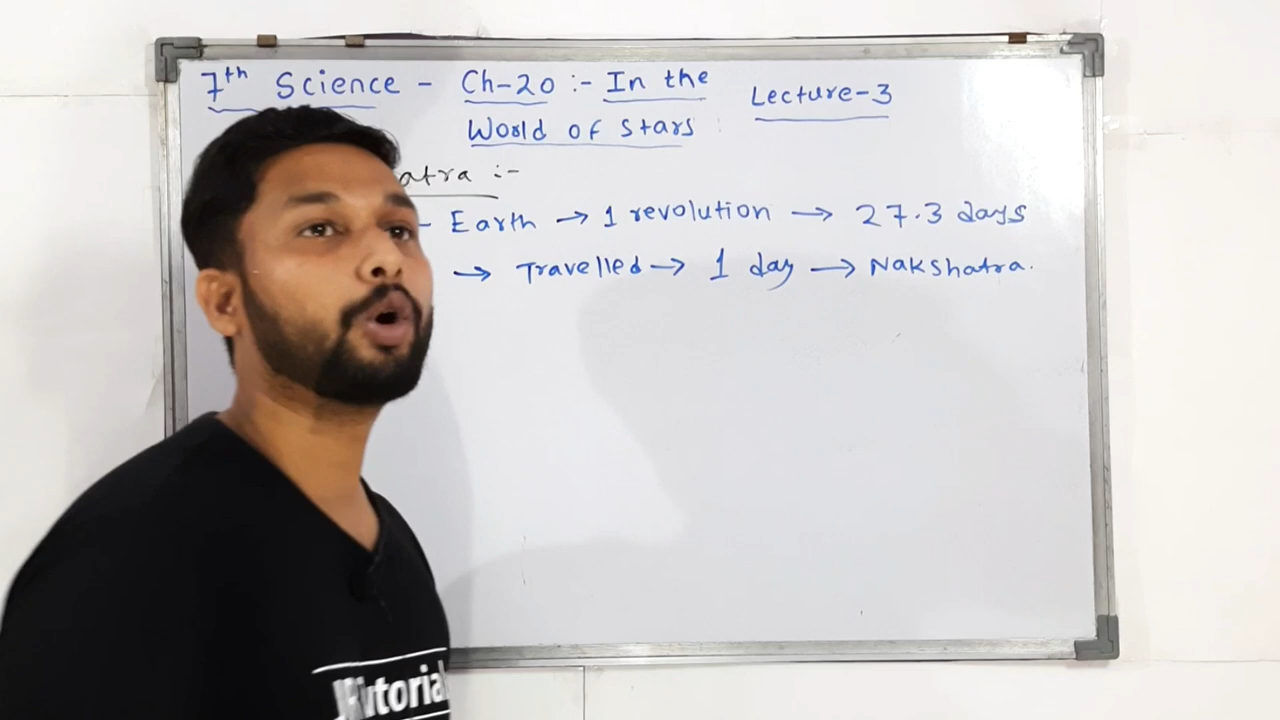 7th Science - Ch-20 :- In the
World of Stars
Lecture-3
atra :-
- Earth → 1 revolution → 27.3 days
→ Travelled → 1 day → Nakshatra.